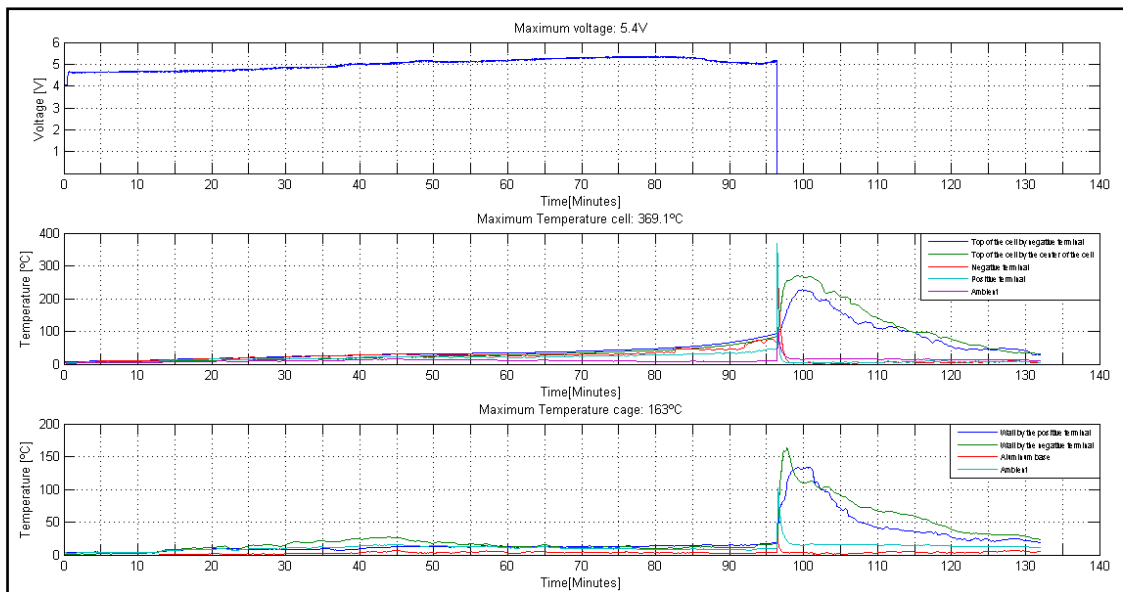 Maximum voltage: 5.4V
Voltage [V]
6
5
4
3
2
1
0 10 20 30 40 50 60 70 80 90 100 110 120 130 140
Time[Minutes]
Maximum Temperature cell: 369.1ºC
Temperature [ºC]
400
300
200
100
0
Top of the cell by negative terminal
Top of the cell by the center of the cell
Negative terminal
Positive terminal
Ambient
0 10 20 30 40 50 60 70 80 90 100 110 120 130 140
Time[Minutes]
Maximum Temperature cage: 163ºC
Temperature [ºC]
200
150
100
50
0
Wall by the positive terminal
Wall by the negative terminal
Aluminum base
Ambient
0 10 20 30 40 50 60 70 80 90 100 110 120 130 140
Time[Minutes]